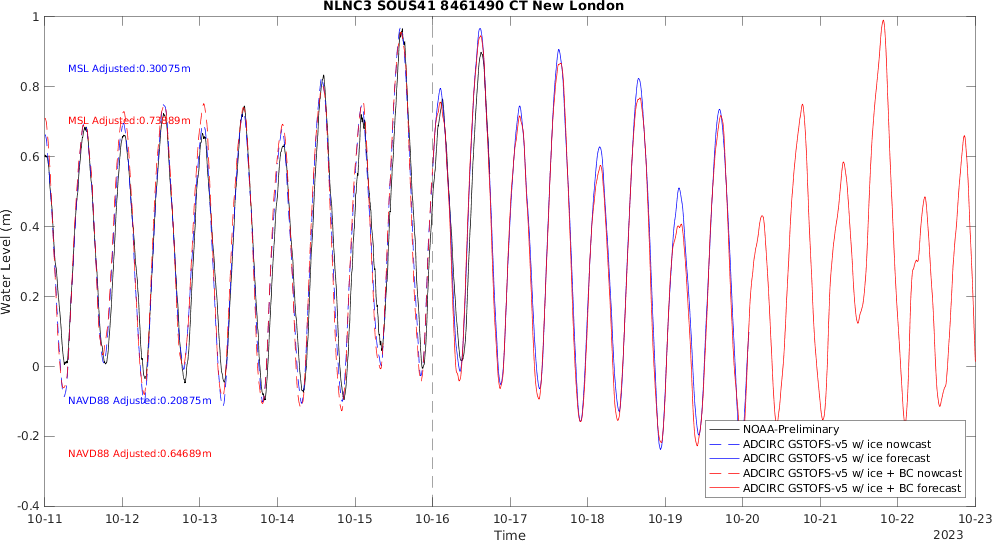 NLNC3 SOUS41 8461490 CT New London
1
0.8
0.6
0.4
0.2
0
-0.2
-0.4
Water Level (m)
MSL Adjusted:0.30075m
MSL Adjusted:0.73889m
NAVD88 Adjusted:0.20875m
NAVD88 Adjusted:0.64689m
NOAA-Preliminary
ADCIRC GSTOFS-v5 w/ ice nowcast
ADCIRC GSTOFS-v5 w/ ice forecast
ADCIRC GSTOFS-v5 w/ ice + BC nowcast
ADCIRC GSTOFS-v5 w/ ice + BC forecast
10-11 10-12 10-13 10-14 10-15 10-16 10-17 10-18 10-19 10-20 10-21 10-22 10-23
Time
2023